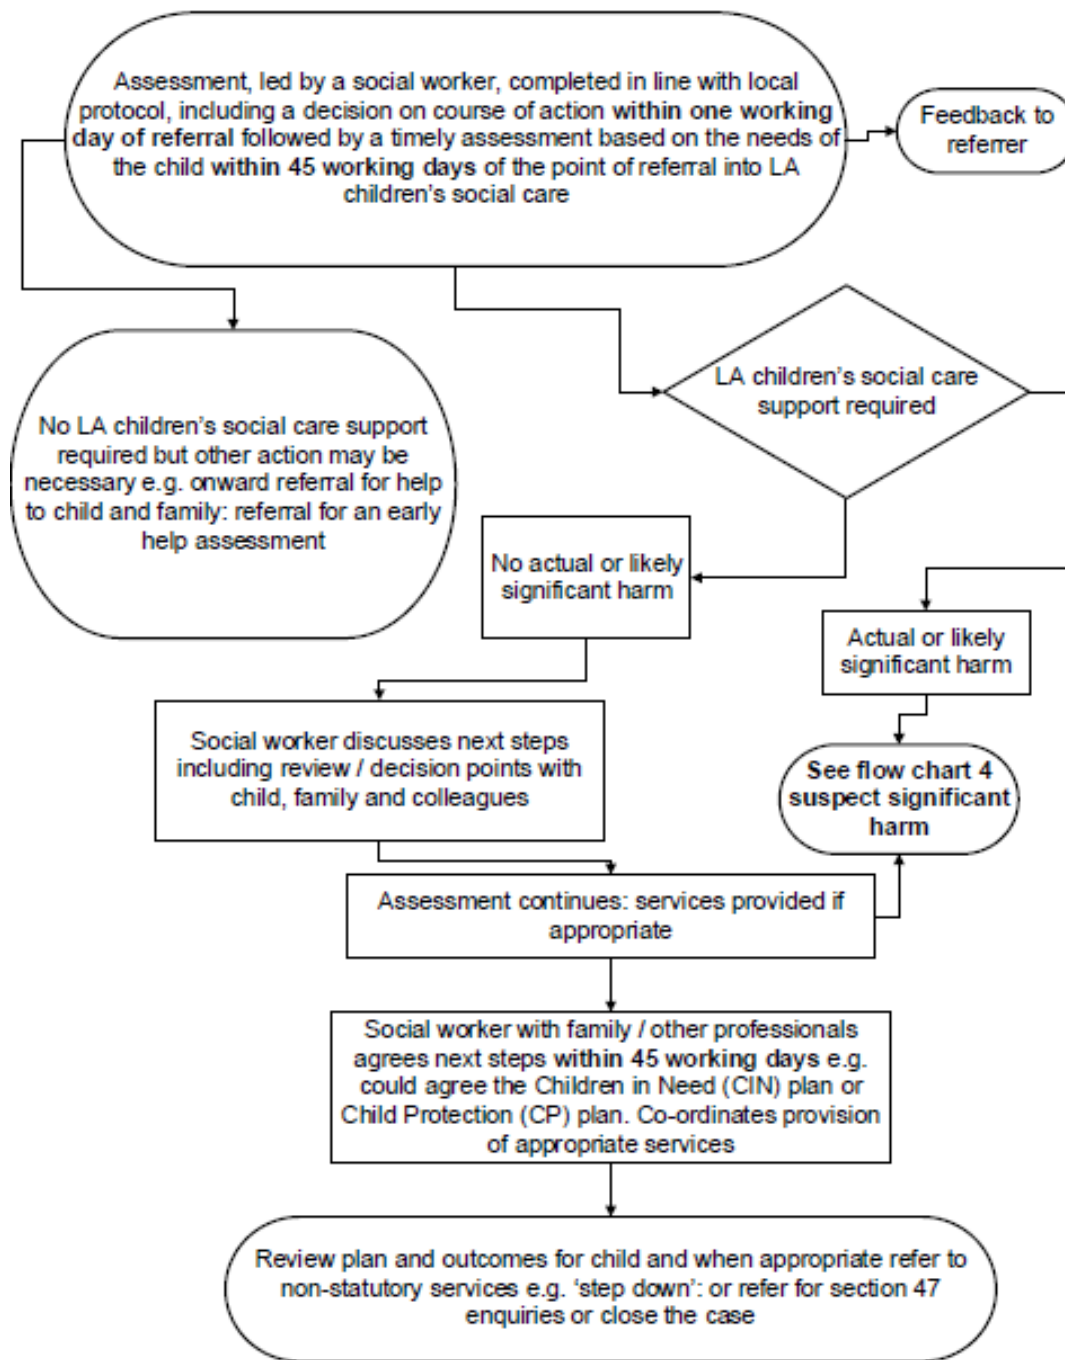 Assessment, led by a social worker, completed in line with local
protocol, including a decision on course of action within one working
day of referral followed by a timely assessment based on the needs of
the child within 45 working days of the point of referral into LA
children's social care
Feedback to
referrer
LA children's social care
support required
No LA children's social care support
required but other action may be
necessary e.g. onward referral for help
to child and family: referral for an early
help assessment
No actual or likely
significant harm
Actual or likely
significant harm
Social worker discusses next steps
including review / decision points with
child, family and colleagues
See flow chart 4
suspect significant
harm
Assessment continues: services provided if
appropriate
Social worker with family / other professionals
agrees next steps within 45 working days e.g.
could agree the Children in Need (CIN) plan or
Child Protection (CP) plan. Co-ordinates provision
of appropriate services
Review plan and outcomes for child and when appropriate refer to
non-statutory services e.g. ‘step down’: or refer for section 47
enquiries or close the case